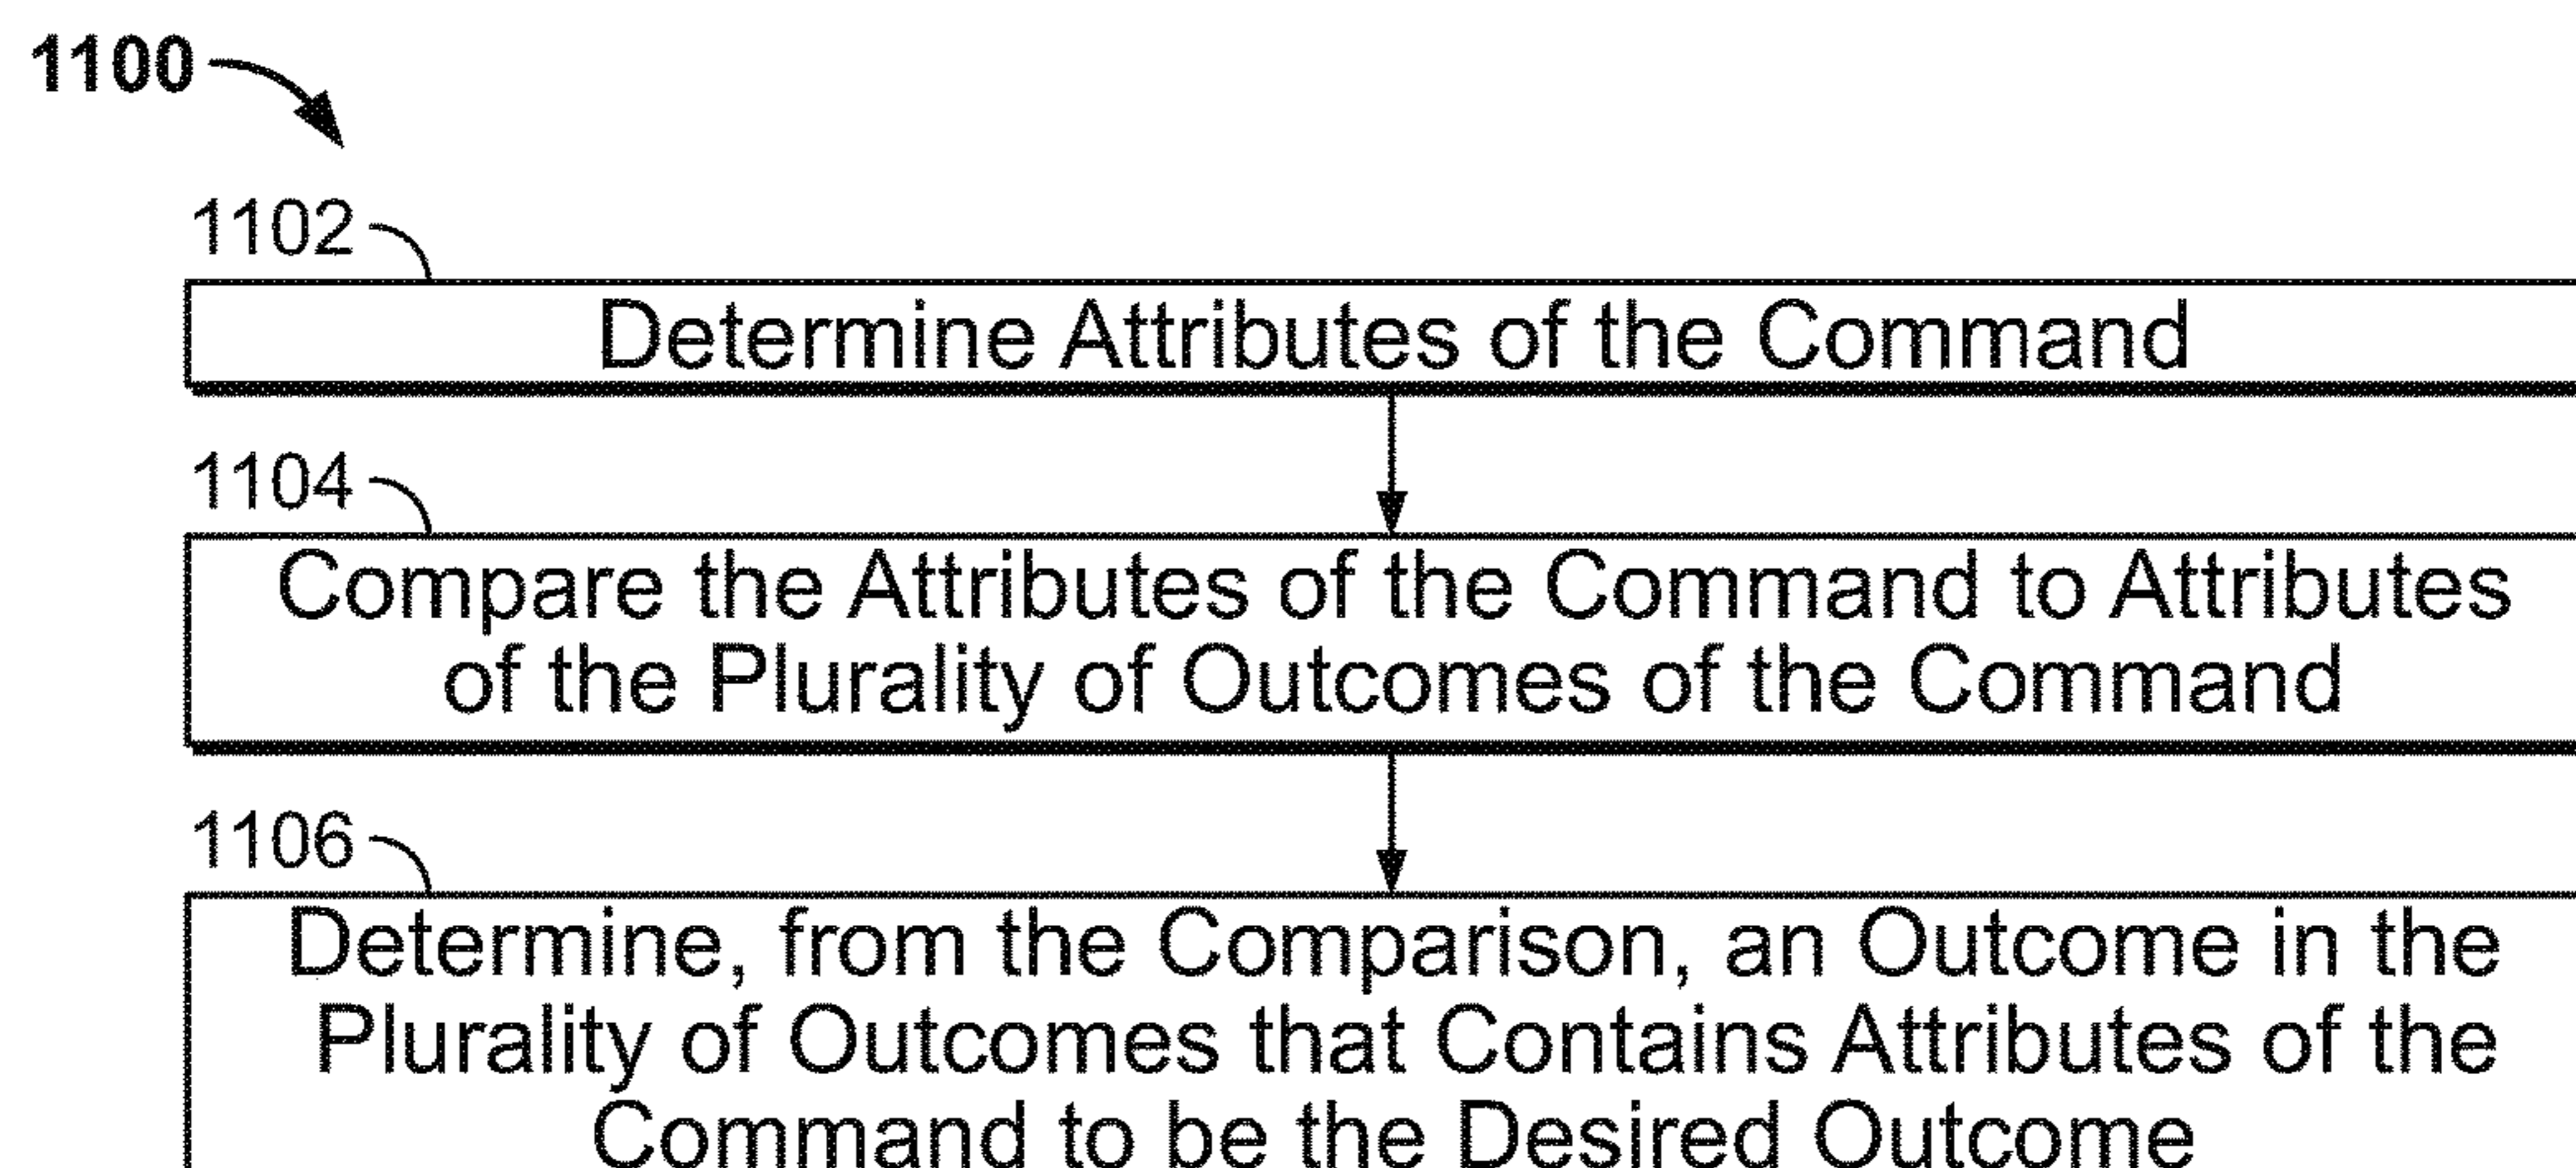 1100
1102
Determine Attributes of the Command
1104
Compare the Attributes of the Command to Attributes
of the Plurality of Outcomes of the Command
1106
Determine, from the Comparison, an Outcome in the
Plurality of Outcomes that Contains Attributes of the
Command to be the Desired Outcome